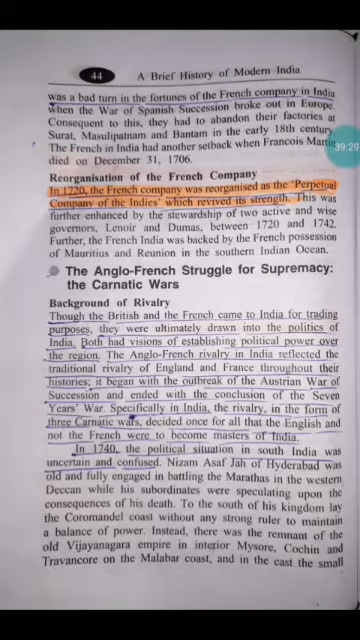 44
A Brief History of Modern India
was a bad turn in the fortunes of the French company in India
when the War of Spanish Succession broke out in Europe.
Consequent to this, they had to abandon their factories at
Surat, Masulipatnam and Bantam in the early 18th century.
The French in India had another setback when Francois Martin
39:29
died on December 31, 1706.
Reorganisation of the French Company
In 1720, the French company was reorganised as the 'Perpetual
Company of the Indies' which revived its strength. This was
further enhanced by the stewardship of two active and wise
governors, Lenoir and Dumas, between 1720 and 1742.
Further, the French India was backed by the French possession
of Mauritius and Reunion in the southern Indian Ocean.
The Anglo-French Struggle for Supremacy:
the Carnatic Wars
Background of Rivalry
Though the British and the French came to India for trading
purposes, they were ultimately drawn into the politics of
India. Both had visions of establishing political power over
the region. The Anglo-French rivalry in India reflected the
traditional rivalry of England and France throughout their
histories; it began with the outbreak of the Austrian War of
Succession and ended with the conclusion of the Seven
Years' War. Specifically in India, the rivalry, in the form of
three Carnatic wars, decided once for all that the English and
not the French were to become masters of India.
In 1740, the political situation in south India was
uncertain and confused. Nizam Asaf Jah of Hyderabad was
old and fully engaged in battling the Marathas in the western
Deccan while his subordinates were speculating upon the
consequences of his death. To the south of his kingdom lay
the Coromandel coast without any strong ruler to maintain
a balance of power. Instead, there was the remnant of the
old Vijayanagara empire in interior Mysore, Cochin and
Travancore on the Malabar coast, and in the east the small